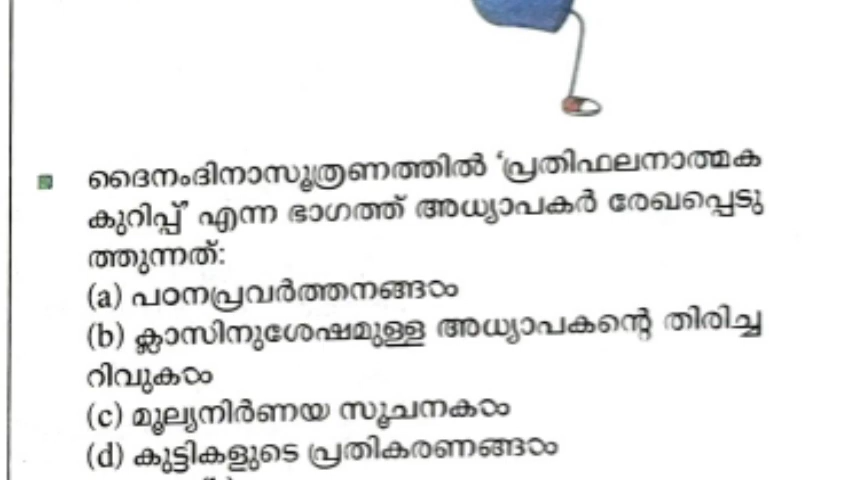 ദൈനംദിനാസൂത്രണത്തിൽ ‘പ്രതിഫലനാത്മക
കുറിപ്പ്’ എന്ന ഭാഗത്ത് അധ്യാപകർ രേഖപ്പെടു
ത്തുന്നത്:
(a) പഠനപ്രവർത്തനങ്ങൾ
(b) ക്ലാസിനുശേഷമുള്ള അധ്യാപകന്റെ തിരിച്ച
റിവുകൾ
(c) മൂല്യനിർണയ സൂചനകൾ
(d) കുട്ടികളുടെ പ്രതികരണങ്ങൾ